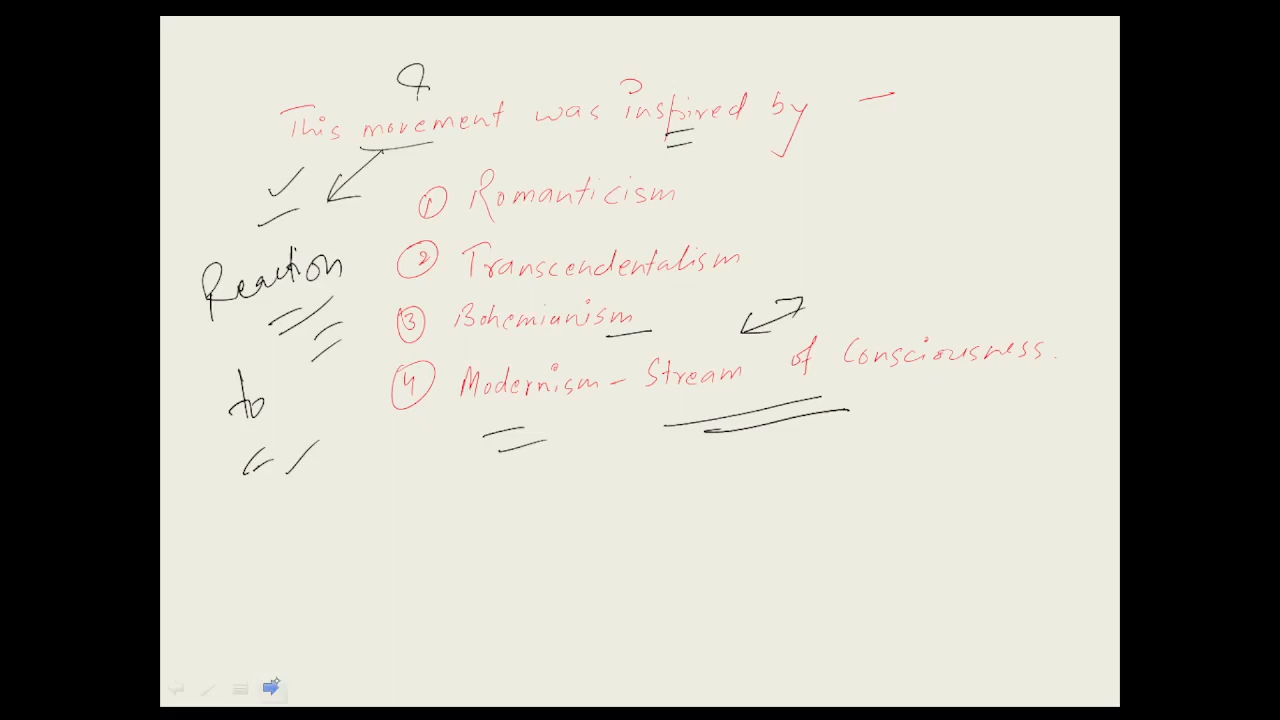 This movement was inspired by –
① Romanticism
② Transcendentalism
③ Bohemianism
④ Modernism – Stream of Consciousness.
Reaction
to